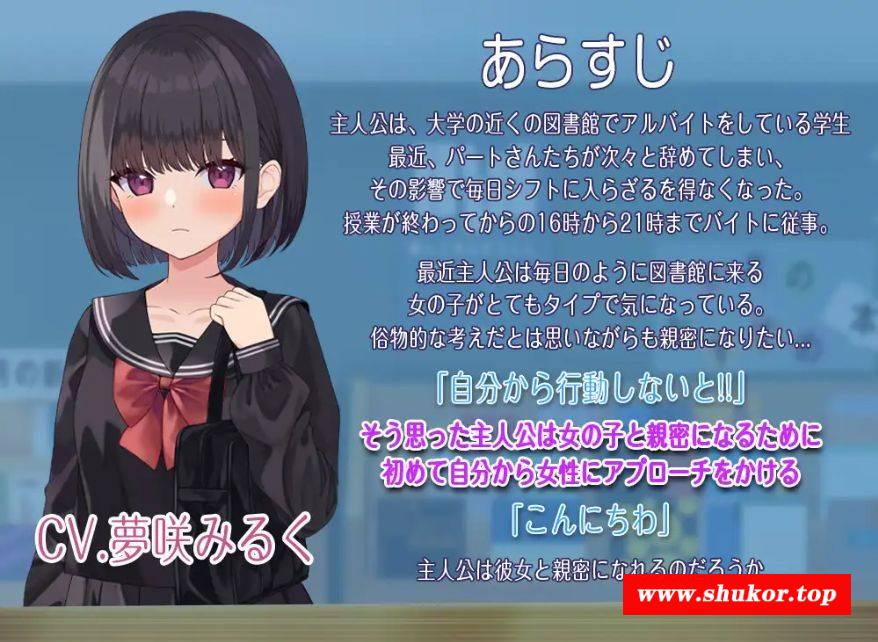 あらすじ
主人公は、大学の近くの図書館でアルバイトをしている学生
最近、パートさんたちが次々と辞めてしまい、
その影響で毎日シフトに入らざるを得なくなった。
授業が終わってからの16時から21時までバイトに従事。
最近主人公は毎日のように図書館に来る
女の子がとてもタイプで気になっている。
俗物的な考えだとは思いながらも親密になりたい...
「自分から行動しないと!!」
そう思った主人公は女の子と親密になるために
初めて自分から女性にアプローチをかける
「こんにちわ」
主人公は彼女と親密になれるのだろうか
CV.夢咲みるく
www.shukor.top